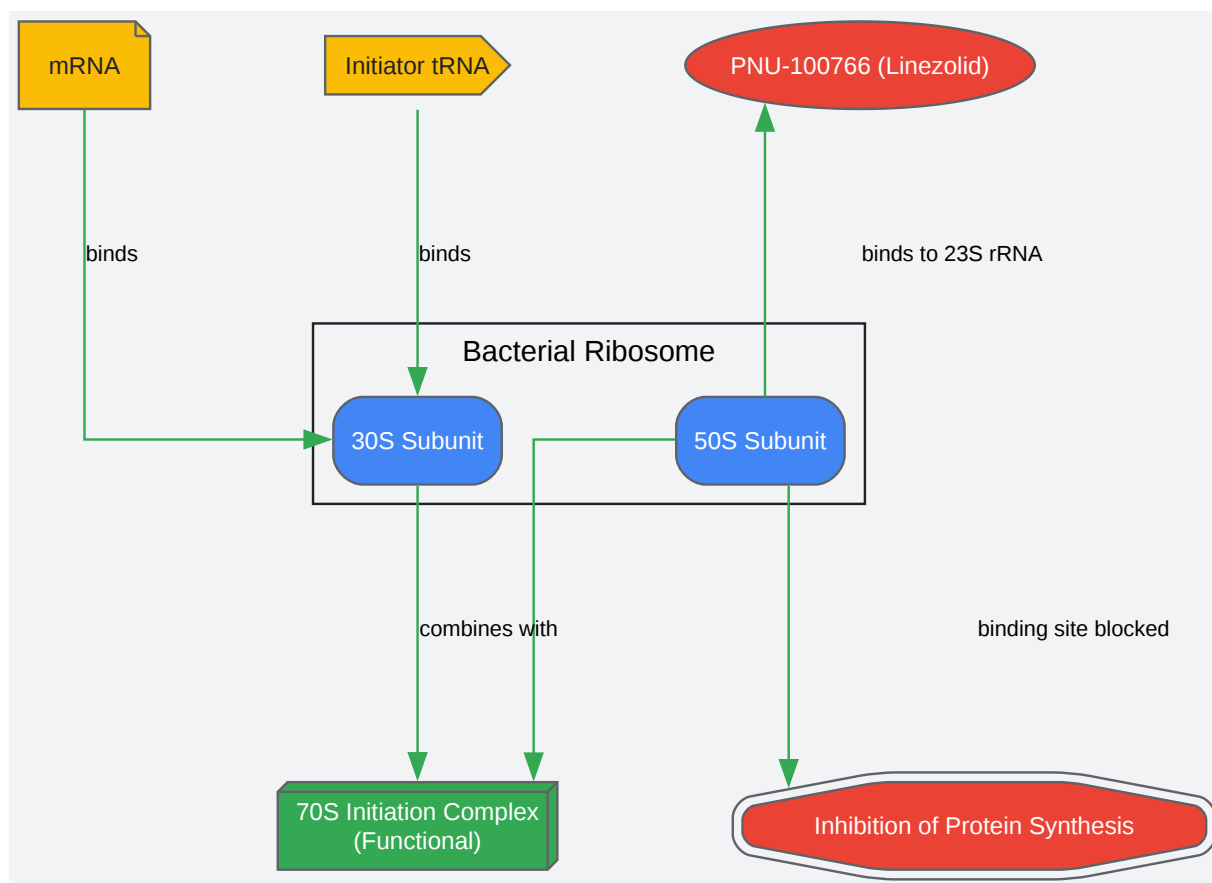 mRNA
Initiator tRNA
PNU-100766 (Linezolid)
binds
binds
binds to 23S rRNA
Bacterial Ribosome
30S Subunit
50S Subunit
combines with
binding site blocked
70S Initiation Complex
(Functional)
Inhibition of Protein Synthesis